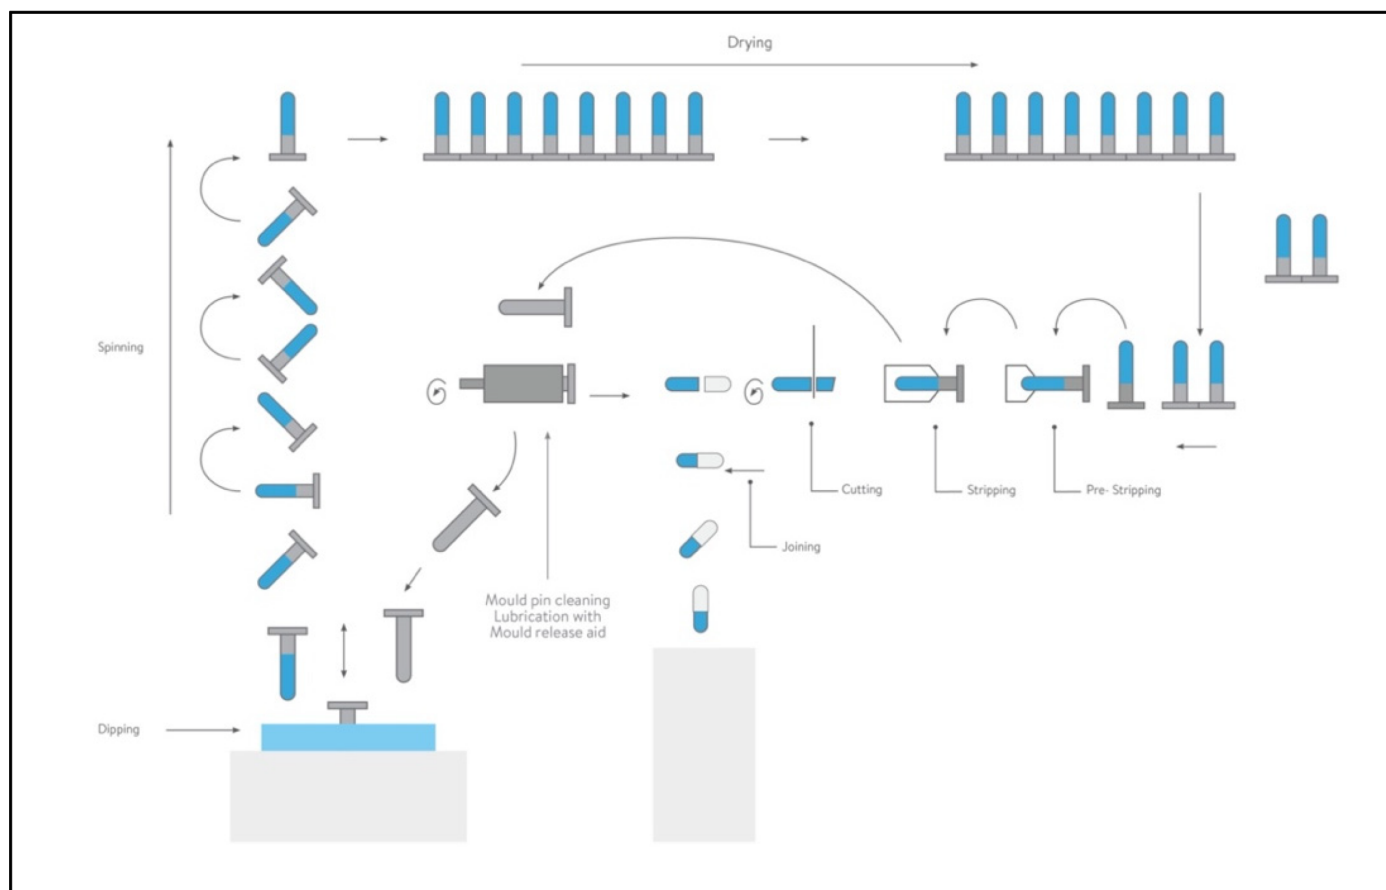 Drying
Spinning
Cutting
Stripping
Pre- Stripping
Joining
Mould pin cleaning
Lubrication with
Mould release aid
Dipping